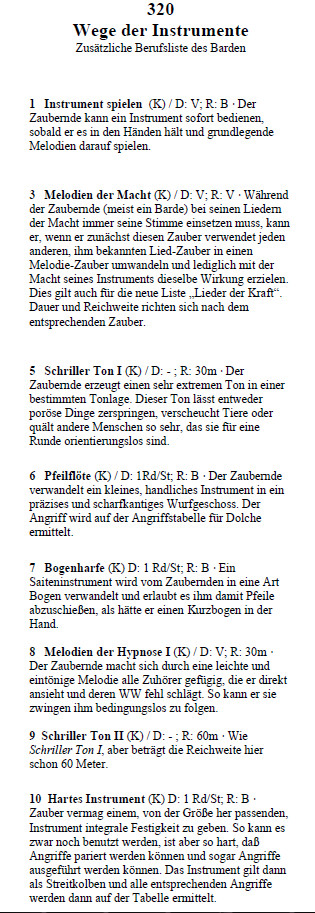 320
Wege der Instrumente
Zusätzliche Berufsliste des Barden
1 Instrument spielen (K) / D: V; R: B · Der
Zaubernde kann ein Instrument sofort bedienen,
sobald er es in den Händen hält und grundlegende
Melodien darauf spielen.
3 Melodien der Macht (K) / D: V; R: V · Während
der Zaubernde (meist ein Barde) bei seinen Liedern
der Macht immer seine Stimme einsetzen muss, kann
er, wenn er zunächst diesen Zauber verwendet jeden
anderen, ihm bekannten Lied-Zauber in einen
Melodie-Zauber umwandeln und lediglich mit der
Macht seines Instruments dieselbe Wirkung erzielen.
Dies gilt auch für die neue Liste „Lieder der Kraft“.
Dauer und Reichweite richten sich nach dem
entsprechenden Zauber.
5 Schriller Ton I (K) / D: - ; R: 30m · Der
Zaubernde erzeugt einen sehr extremen Ton in einer
bestimmten Tonlage. Dieser Ton lässt entweder
poröse Dinge zerspringen, verscheucht Tiere oder
quält andere Menschen so sehr, das sie für eine
Runde orientierungslos sind.
6 Pfeilflöte (K) / D: 1Rd/St; R: B · Der Zaubernde
verwandelt ein kleines, handliches Instrument in ein
präzises und scharfkantiges Wurfgeschoss. Der
Angriff wird auf der Angriffstabelle für Dolche
ermittelt.
7 Bogenharfe (K) D: 1 Rd/St; R: B · Ein
Saiteninstrument wird vom Zaubernden in eine Art
Bogen verwandelt und erlaubt es ihm damit Pfeile
abzuschießen, als hätte er einen Kurzbogen in der
Hand.
8 Melodien der Hypnose I (K) / D: V; R: 30m ·
Der Zaubernde macht sich durch eine leichte und
eintönige Melodie alle Zuhörer gefügig, die er direkt
ansieht und deren WW fehl schlägt. So kann er sie
zwingen ihm bedingungslos zu folgen.
9 Schriller Ton II (K) / D: - ; R: 60m · Wie
Schriller Ton I, aber beträgt die Reichweite hier
schon 60 Meter.
10 Hartes Instrument (K) D: 1 Rd/St; R: B ·
Zauber vermag einem, von der Größe her passenden,
Instrument integrale Festigkeit zu geben. So kann es
zwar noch benutzt werden, ist aber so hart, daß
Angriffe pariert werden können und sogar Angriffe
ausgeführt werden können. Das Instrument gilt dann
als Streitkolben und alle entsprechenden Angriffe
werden dann auf der Tabelle ermittelt.